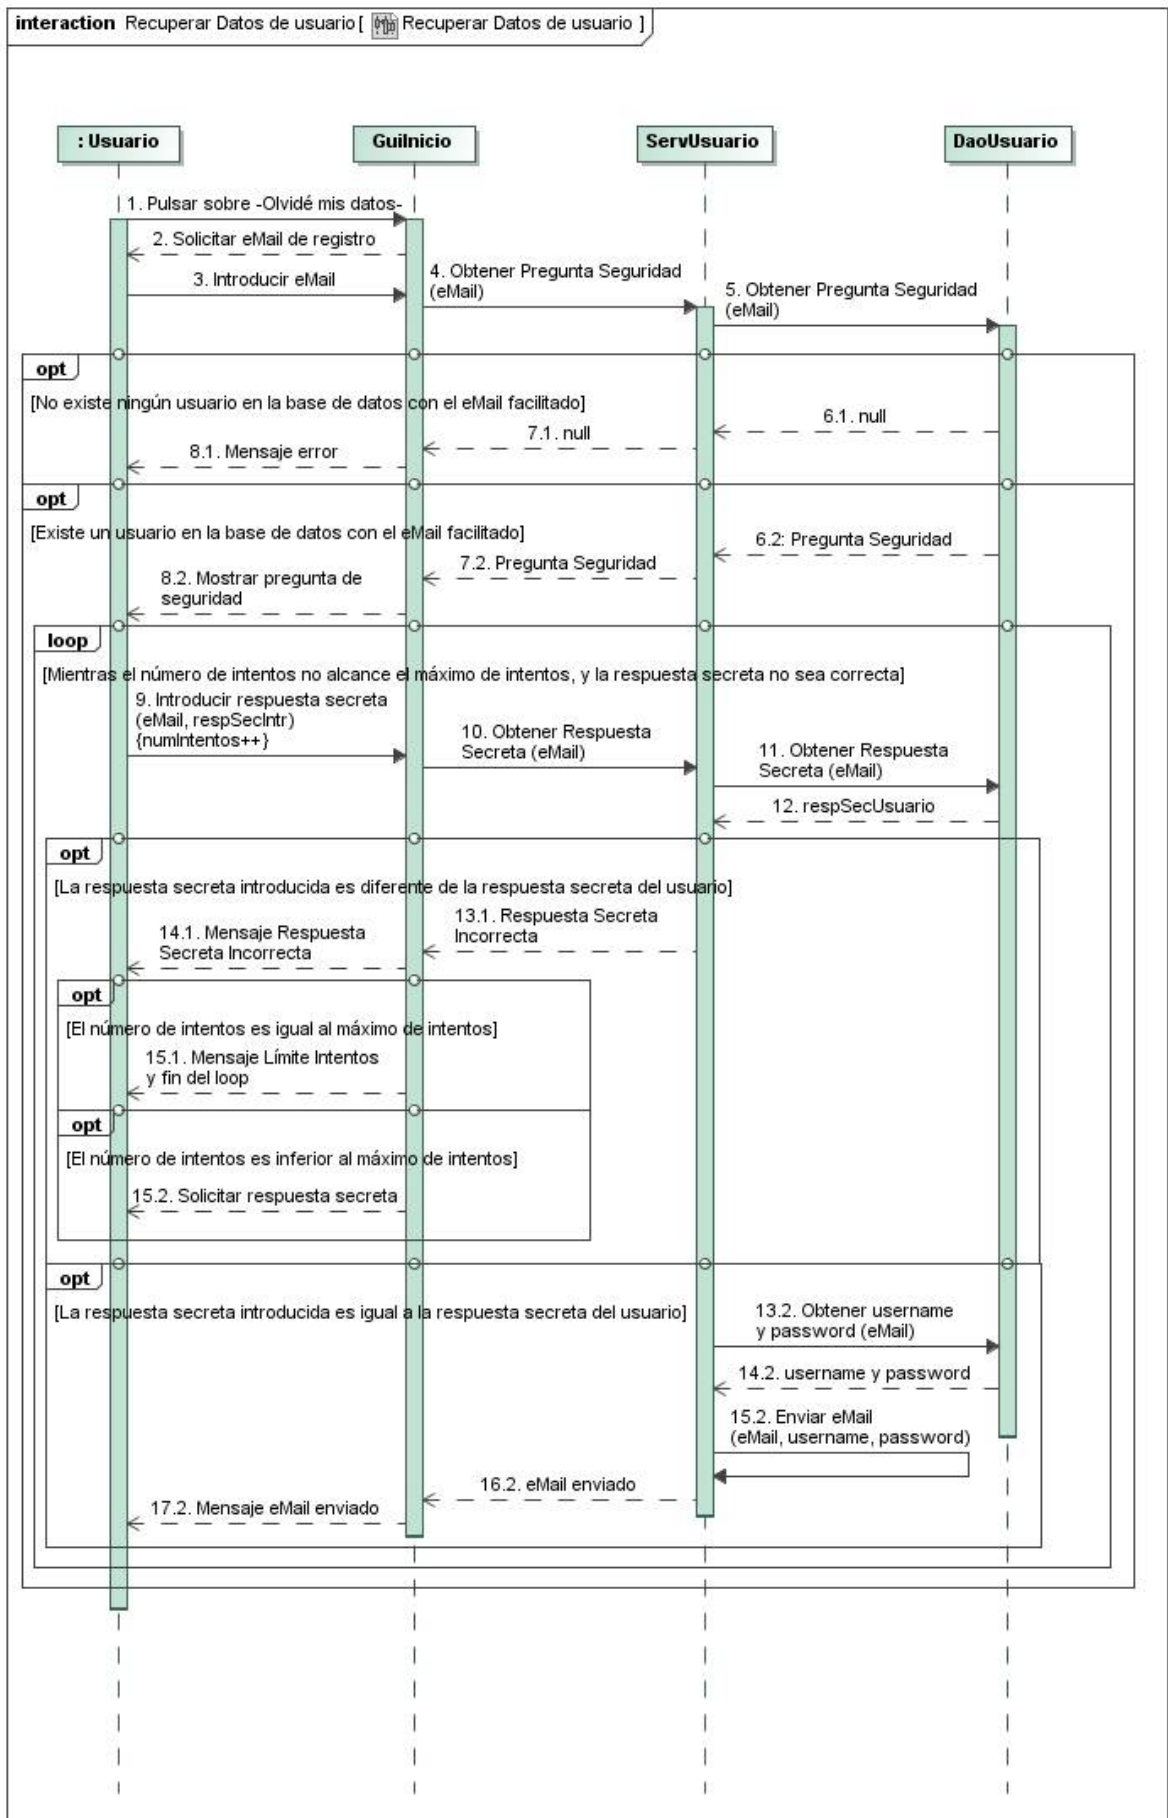 interaction Recuperar Datos de usuario [ Recuperar Datos de usuario ]
: Usuario
GuiInicio
ServUsuario
DaoUsuario
1. Pulsar sobre -Olvidé mis datos-
2. Solicitar eMail de registro
3. Introducir eMail
4. Obtener Pregunta Seguridad
(eMail)
5. Obtener Pregunta Seguridad
(eMail)
opt
[No existe ningún usuario en la base de datos con el eMail facilitado]
6.1. null
7.1. null
8.1. Mensaje error
opt
[Existe un usuario en la base de datos con el eMail facilitado]
6.2: Pregunta Seguridad
7.2. Pregunta Seguridad
8.2. Mostrar pregunta de
seguridad
loop
[Mientras el número de intentos no alcance el máximo de intentos, y la respuesta secreta no sea correcta]
9. Introducir respuesta secreta
(eMail, respSecIntr)
{numIntentos++}
10. Obtener Respuesta
Secreta (eMail)
11. Obtener Respuesta
Secreta (eMail)
12. respSecUsuario
opt
[La respuesta secreta introducida es diferente de la respuesta secreta del usuario]
13.1. Respuesta Secreta
Incorrecta
14.1. Mensaje Respuesta
Secreta Incorrecta
opt
[El número de intentos es igual al máximo de intentos]
15.1. Mensaje Límite Intentos
y fin del loop
opt
[El número de intentos es inferior al máximo de intentos]
15.2. Solicitar respuesta secreta
opt
[La respuesta secreta introducida es igual a la respuesta secreta del usuario]
13.2. Obtener username
y password (eMail)
14.2. username y password
15.2. Enviar eMail
(eMail, username, password)
16.2. eMail enviado
17.2. Mensaje eMail enviado